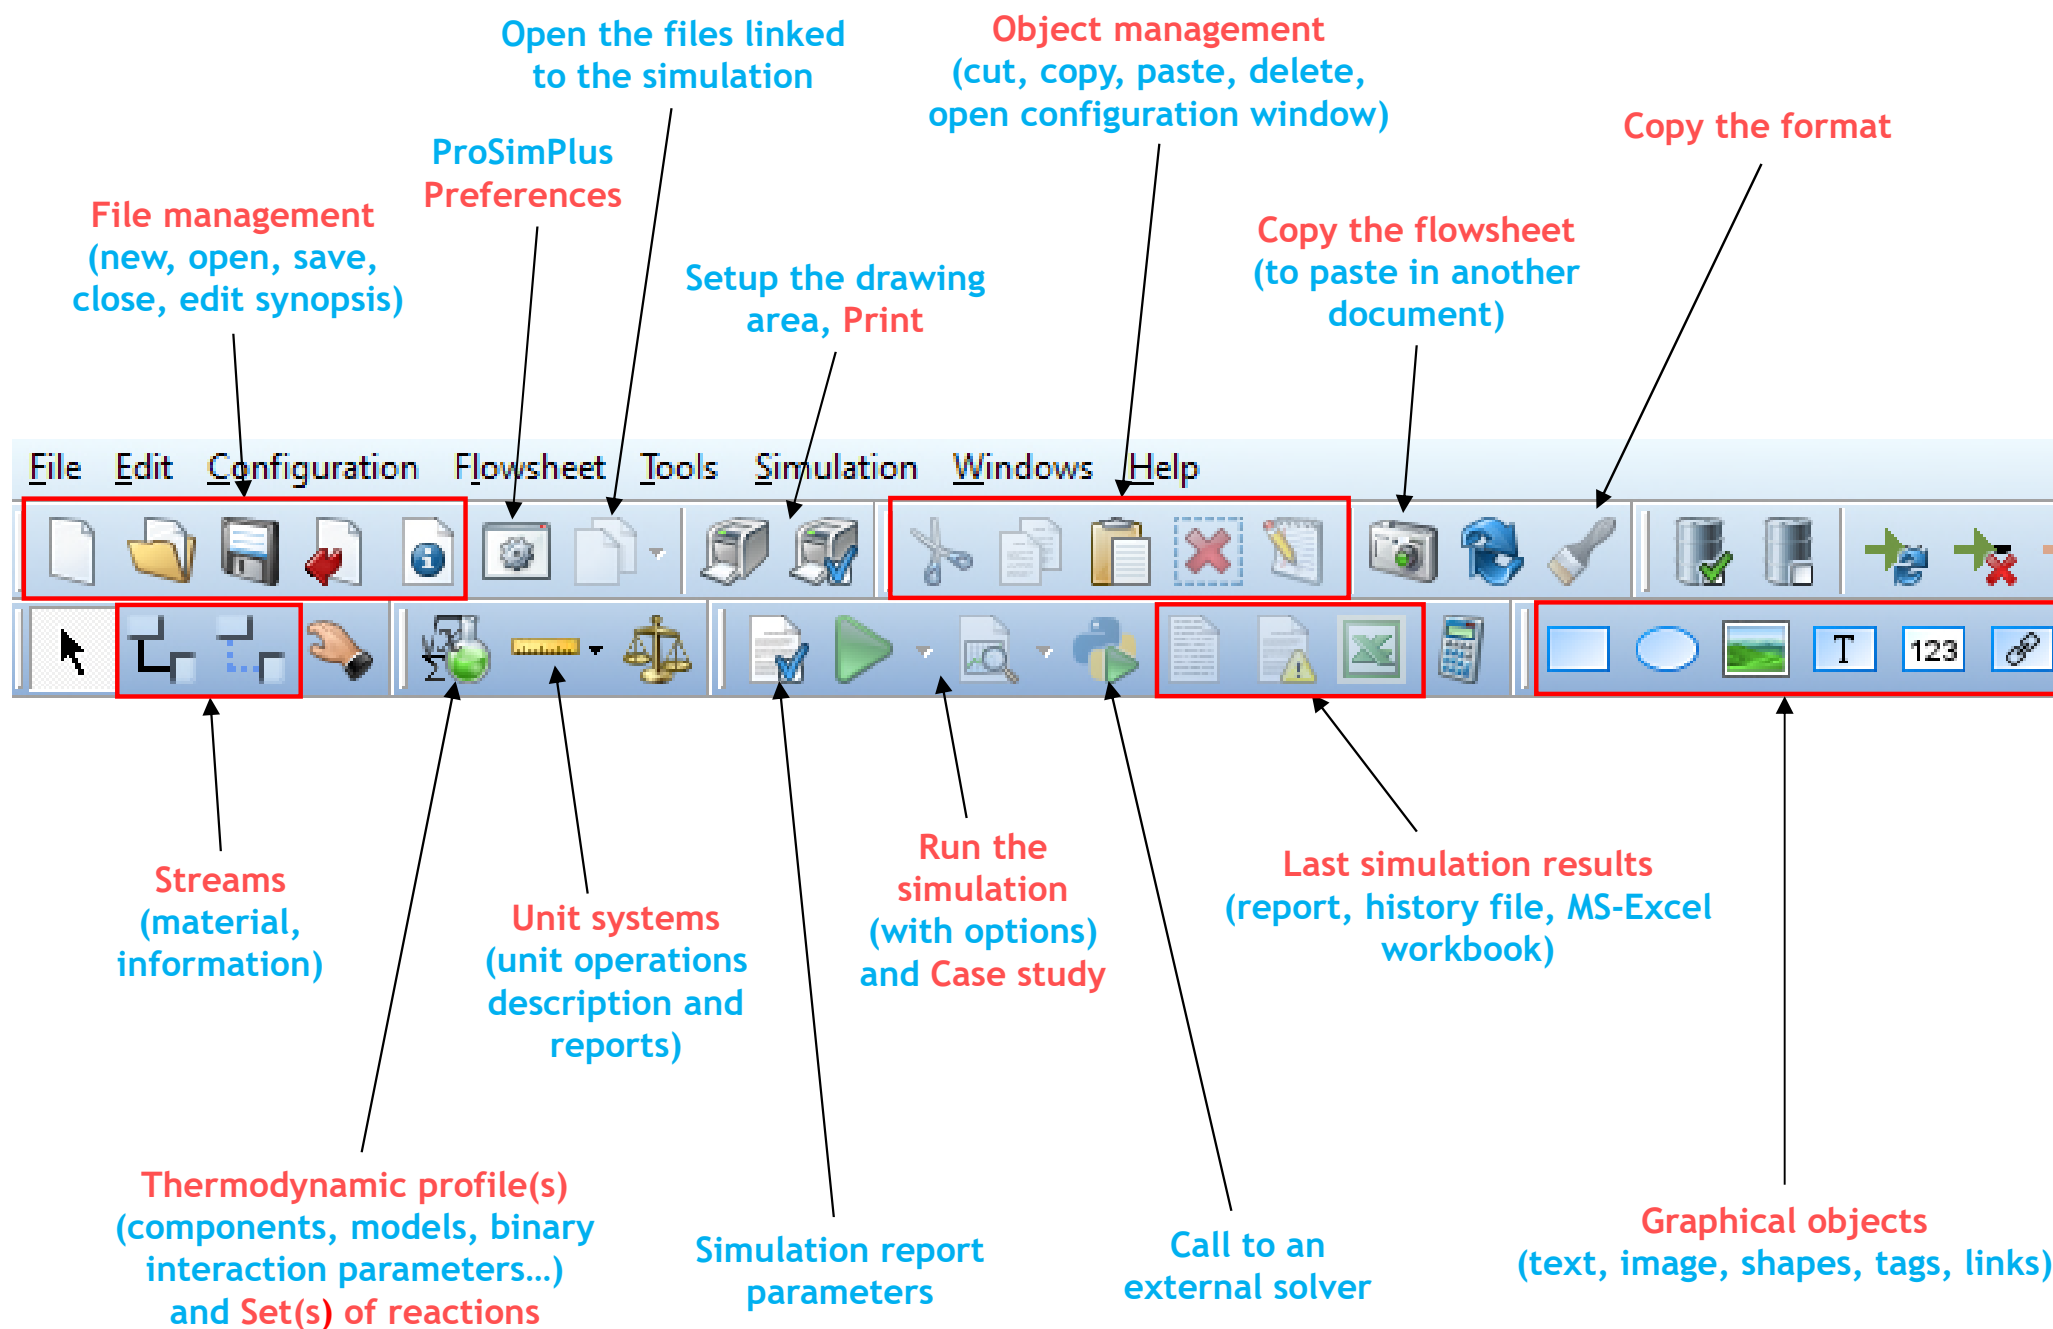 Open the files linked
to the simulation
Object management
(cut, copy, paste, delete,
open configuration window)
Copy the format
ProSimPlus
Preferences
File management
(new, open, save,
close, edit synopsis)
Setup the drawing
area, Print
Copy the flowsheet
(to paste in another
document)
File Edit Configuration Flowsheet Tools Simulation Windows Help
T 123
Streams
(material,
information)
Unit systems
(unit operations
description and
reports)
Run the
simulation
(with options)
and Case study
Last simulation results
(report, history file, MS-Excel
workbook)
Thermodynamic profile(s)
(components, models, binary
interaction parameters…)
and Set(s) of reactions
Simulation report
parameters
Call to an
external solver
Graphical objects
(text, image, shapes, tags, links)